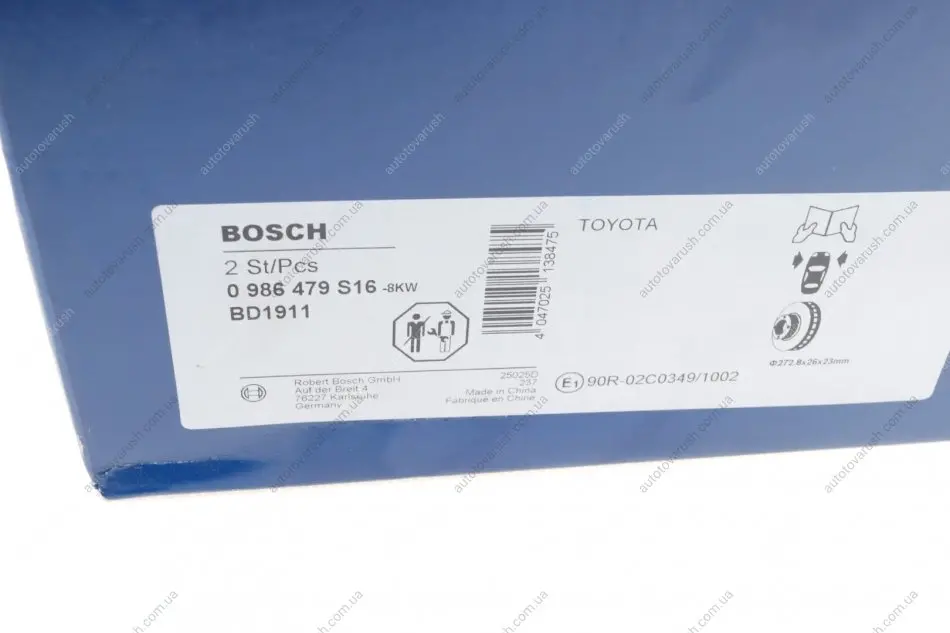 BOSCH
2 St/Pcs
0 986 479 S16 -8KW
BD1911
TOYOTA
4 047025 138475
Φ272.8x26x23mm
Robert Bosch GmbH
Auf der Breit 4
76227 Karlsruhe
Germany
25025D
237
Made in China
Fabriqué en Chine
E1 90R-02C0349/1002
autotovarush.com.ua